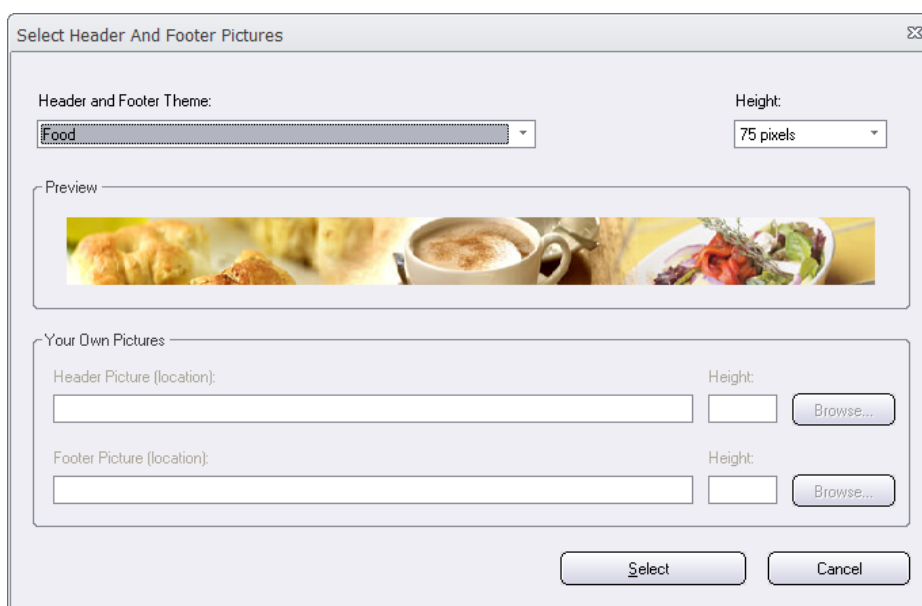 Select Header And Footer Pictures
Header and Footer Theme:
Height:
Food
75 pixels
Preview
Your Own Pictures
Header Picture (location):
Height:
Browse...
Footer Picture (location):
Height:
Browse...
Select
Cancel